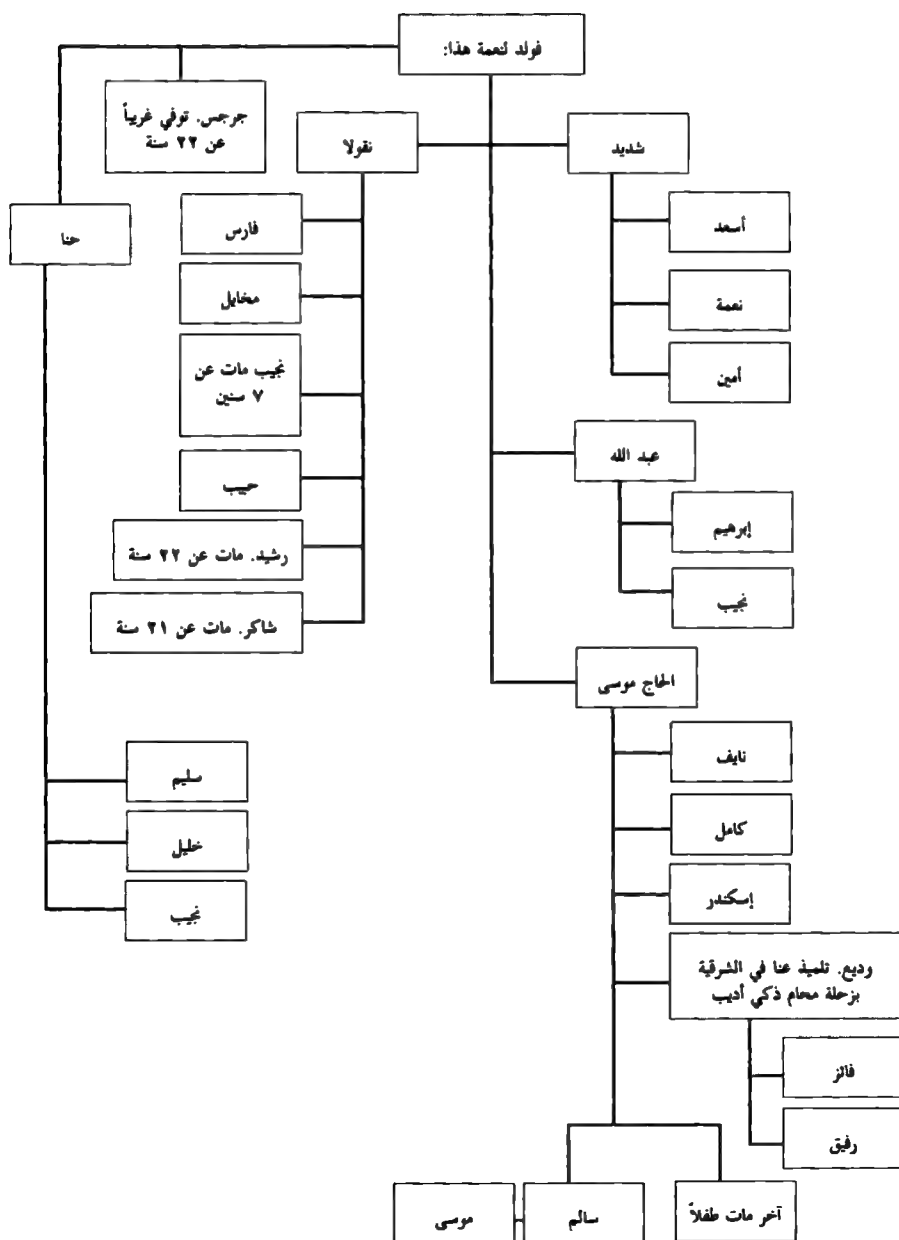 فولد لنعمة هذا:
شديد
أسعد
نعمة
أمين
عبد الله
إبرهيم
نجيب
الحاج موسى
نايف
كامل
إسكندر
وديع. تلميذ عنا في الشرقية
بزحلة محام ذكي أديب
فائز
رفيق
آخر مات طفلاً
سالم
موسى
نقولا
فارس
مخايل
نجيب مات عن
٧ سنين
حبيب
رشيد. مات عن ٢٢ سنة
شاكر. مات عن ٢١ سنة
جرجس. توفي غريباً
عن ٢٢ سنة
حنا
سليم
خليل
نجيب